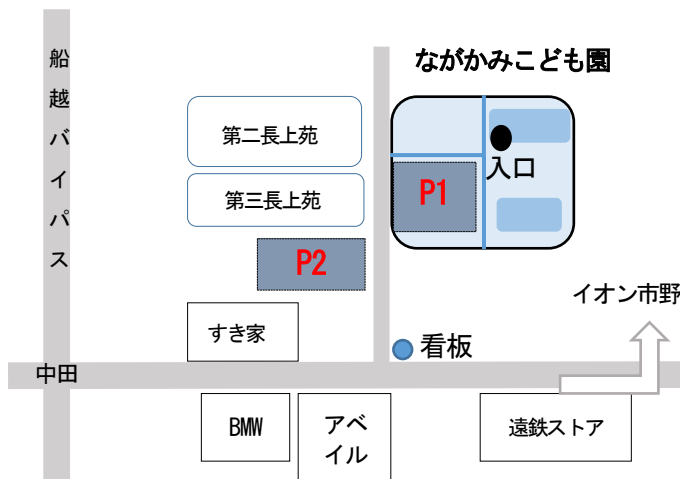 船越バイパス
ながかみこども園
第二長上苑
入口
P1
第三長上苑
P2
イオン市野
すき家
看板
中田
BMW
アベ
イル
遠鉄ストア